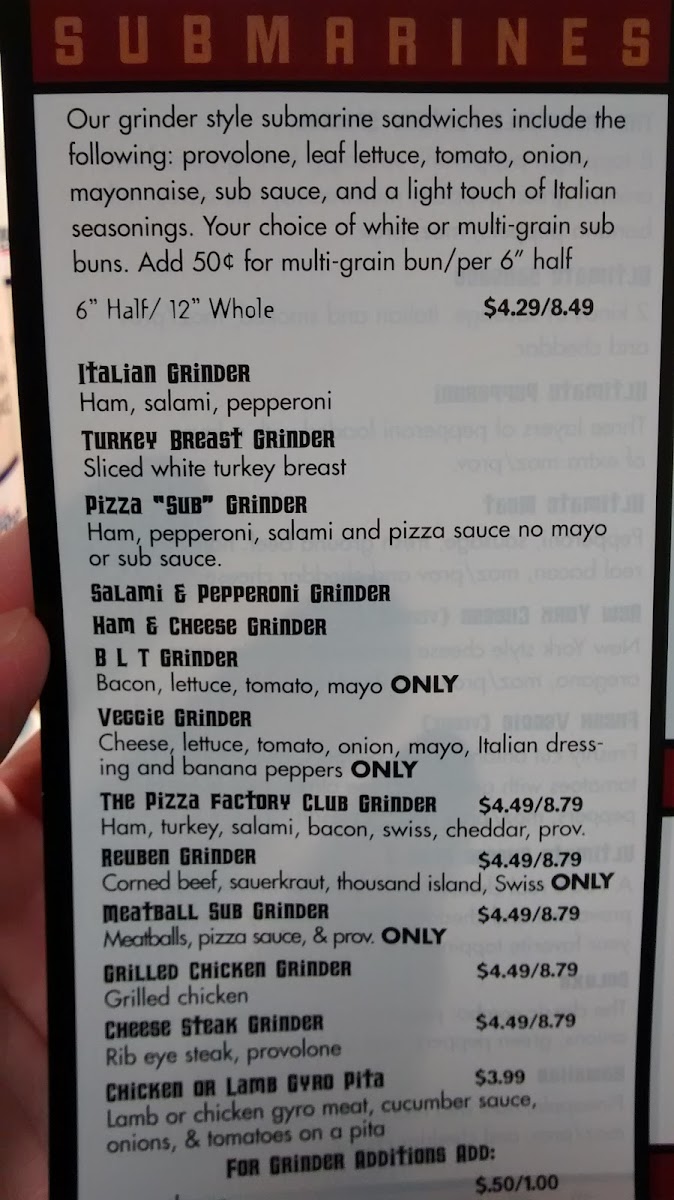 SUBMARINES
Our grinder style submarine sandwiches include the
following: provolone, leaf lettuce, tomato, onion,
mayonnaise, sub sauce, and a light touch of Italian
seasonings. Your choice of white or multi-grain sub
buns. Add 50¢ for multi-grain bun/per 6" half
6" Half/ 12" Whole $4.29/8.49
Italian Grinder
Ham, salami, pepperoni
Turkey Breast Grinder
Sliced white turkey breast
Pizza "Sub" Grinder
Ham, pepperoni, salami and pizza sauce no mayo
or sub sauce.
Salami & Pepperoni Grinder
Ham & Cheese Grinder
B L T Grinder
Bacon, lettuce, tomato, mayo ONLY
Veggie Grinder
Cheese, lettuce, tomato, onion, mayo, Italian dress-
ing and banana peppers ONLY
The Pizza Factory Club Grinder $4.49/8.79
Ham, turkey, salami, bacon, swiss, cheddar, prov.
Reuben Grinder $4.49/8.79
Corned beef, sauerkraut, thousand island, Swiss ONLY
Meatball Sub Grinder $4.49/8.79
Meatballs, pizza sauce, & prov. ONLY
Grilled Chicken Grinder $4.49/8.79
Grilled chicken
Cheese Steak Grinder $4.49/8.79
Rib eye steak, provolone
Chicken or Lamb Gyro Pita $3.99
Lamb or chicken gyro meat, cucumber sauce,
onions, & tomatoes on a pita
For Grinder Additions Add:
$.50/1.00